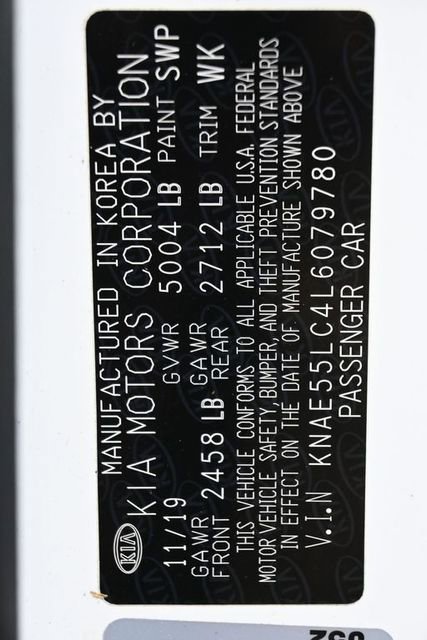 MANUFACTURED IN KOREA BY
KIA KIA MOTORS CORPORATION
11/19 GVWR 5004 LB PAINT SWP
GAWR FRONT 2458 LB GAWR REAR 2712 LB TRIM WK
THIS VEHICLE CONFORMS TO ALL APPLICABLE U.S.A. FEDERAL
MOTOR VEHICLE SAFETY, BUMPER, AND THEFT PREVENTION STANDARDS
IN EFFECT ON THE DATE OF MANUFACTURE SHOWN ABOVE
V.I.N KNAE55LC4L6079780
PASSENGER CAR